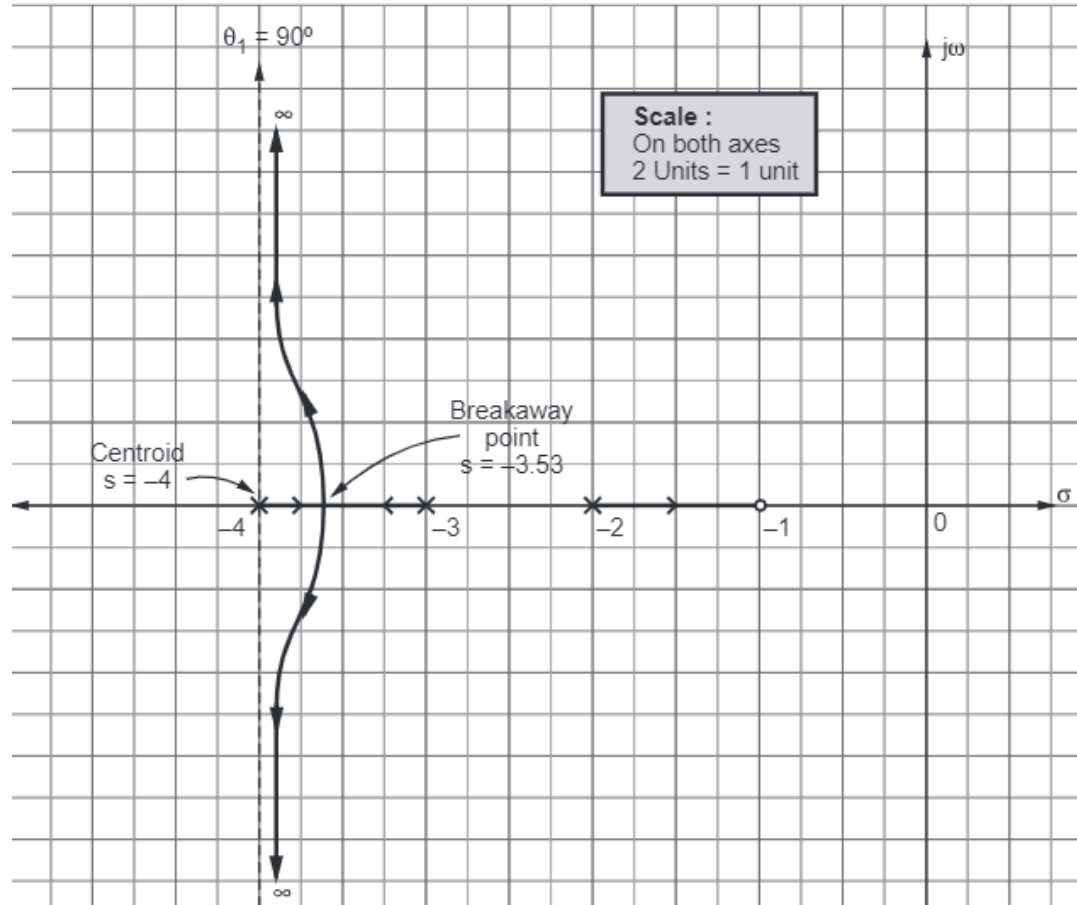 θ1 = 90º
jω
∞
Scale :
On both axes
2 Units = 1 unit
Breakaway
point
s = –3.53
Centroid
s = –4
σ
–4
–3
–2
–1
0
∞